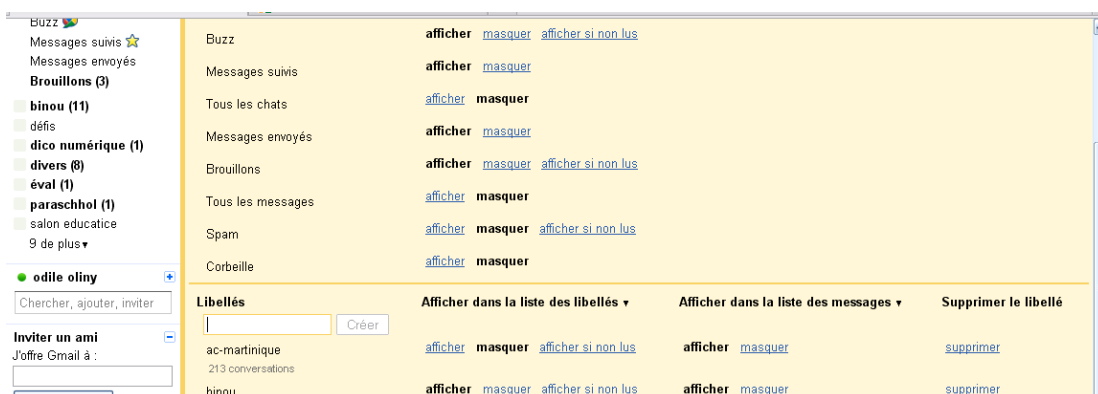 Buzz
Messages suivis
Messages envoyés
Brouillons (3)
binou (11)
défis
dico numérique (1)
divers (8)
éval (1)
paraschhol (1)
salon educatice
9 de plus▾
odile oliny
Chercher, ajouter, inviter
Inviter un ami
J'offre Gmail à :
Buzz afficher masquer afficher si non lus
Messages suivis afficher masquer
Tous les chats afficher masquer
Messages envoyés afficher masquer
Brouillons afficher masquer afficher si non lus
Tous les messages afficher masquer
Spam afficher masquer afficher si non lus
Corbeille afficher masquer
Libellés Afficher dans la liste des libellés ▾ Afficher dans la liste des messages ▾ Supprimer le libellé
Créer
ac-martinique afficher masquer afficher si non lus afficher masquer supprimer
213 conversations
binou afficher masquer afficher si non lus afficher masquer supprimer